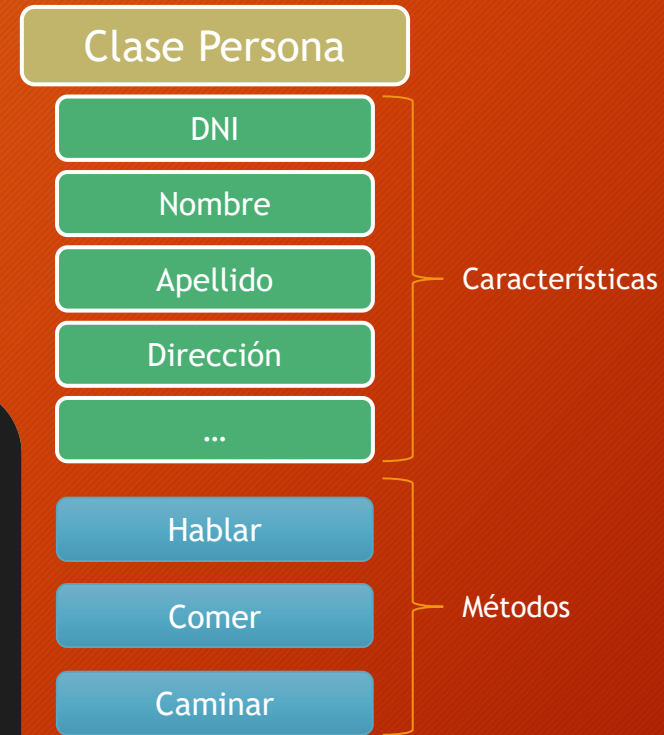 Clase Persona
DNI
Nombre
Apellido
Dirección
...
Características
Hablar
Comer
Caminar
Métodos